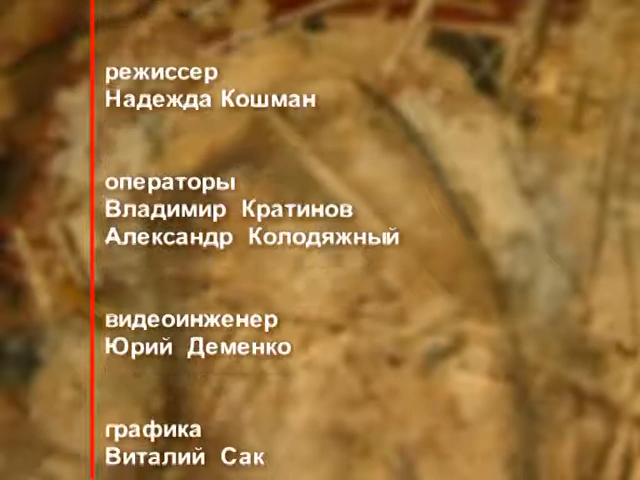 режиссер
Надежда Кошман
операторы
Владимир Кратинов
Александр Колодяжный
видеоинженер
Юрий Деменко
графика
Виталий Сак